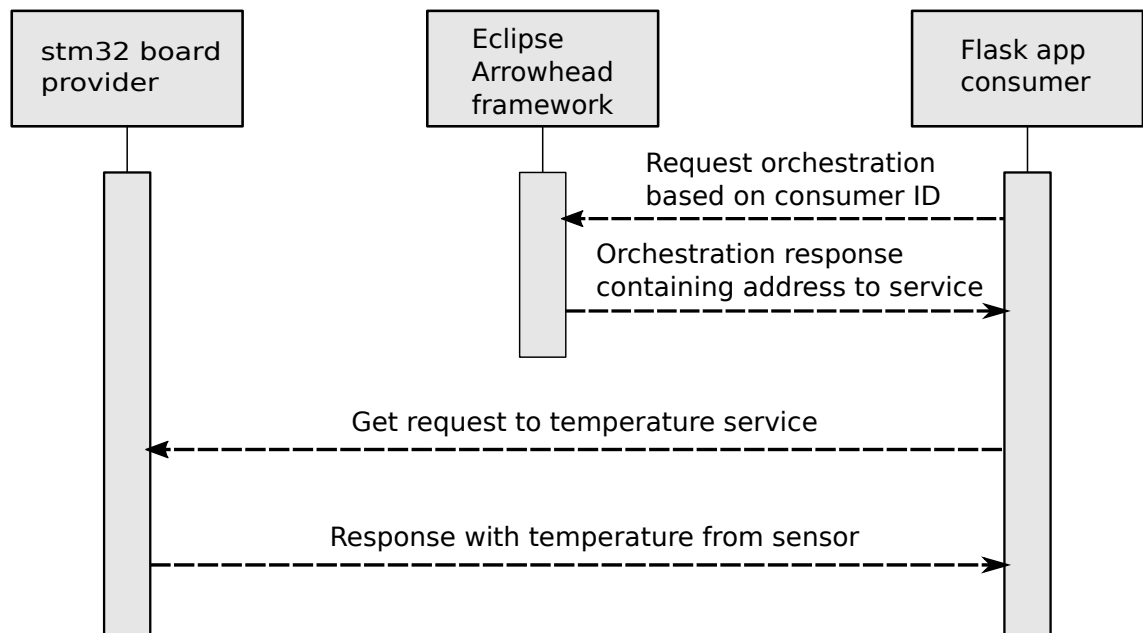 stm32 board
provider
Eclipse
Arrowhead
framework
Flask app
consumer
Request orchestration
based on consumer ID
Orchestration response
containing address to service
Get request to temperature service
Response with temperature from sensor